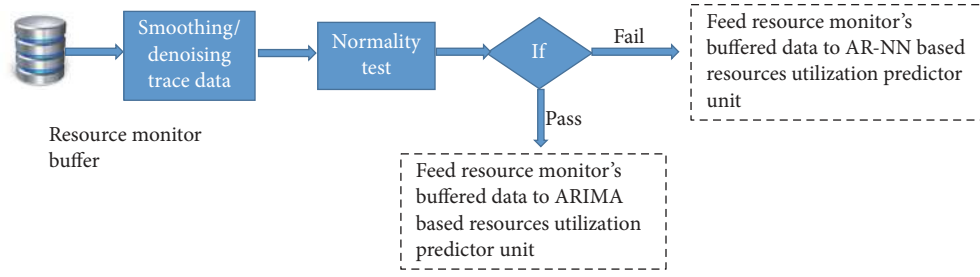 Resource monitor
buffer
Smoothing/
denoising
trace data
Normality
test
If
Fail
Feed resource monitor's
buffered data to AR-NN based
resources utilization predictor
unit
Pass
Feed resource monitor's
buffered data to ARIMA
based resources utilization
predictor unit